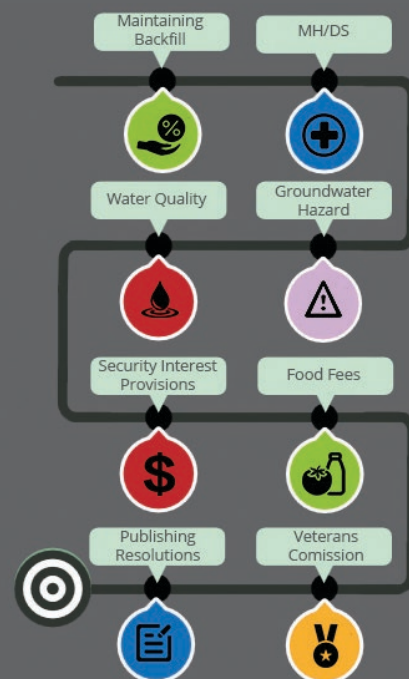 Maintaining
Backfill
MH/DS
%
Water Quality
Groundwater
Hazard
!
Security Interest
Provisions
Food Fees
$
Publishing
Resolutions
Veterans
Comission